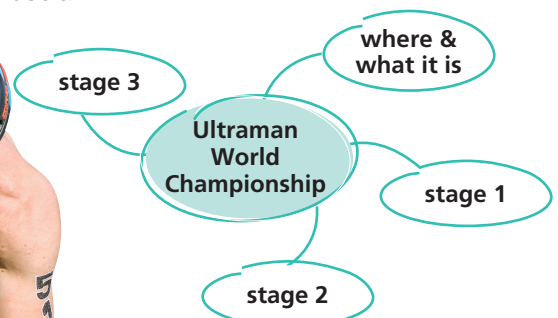 where &
what it is
stage 3
Ultraman
World
Championship
stage 1
stage 2